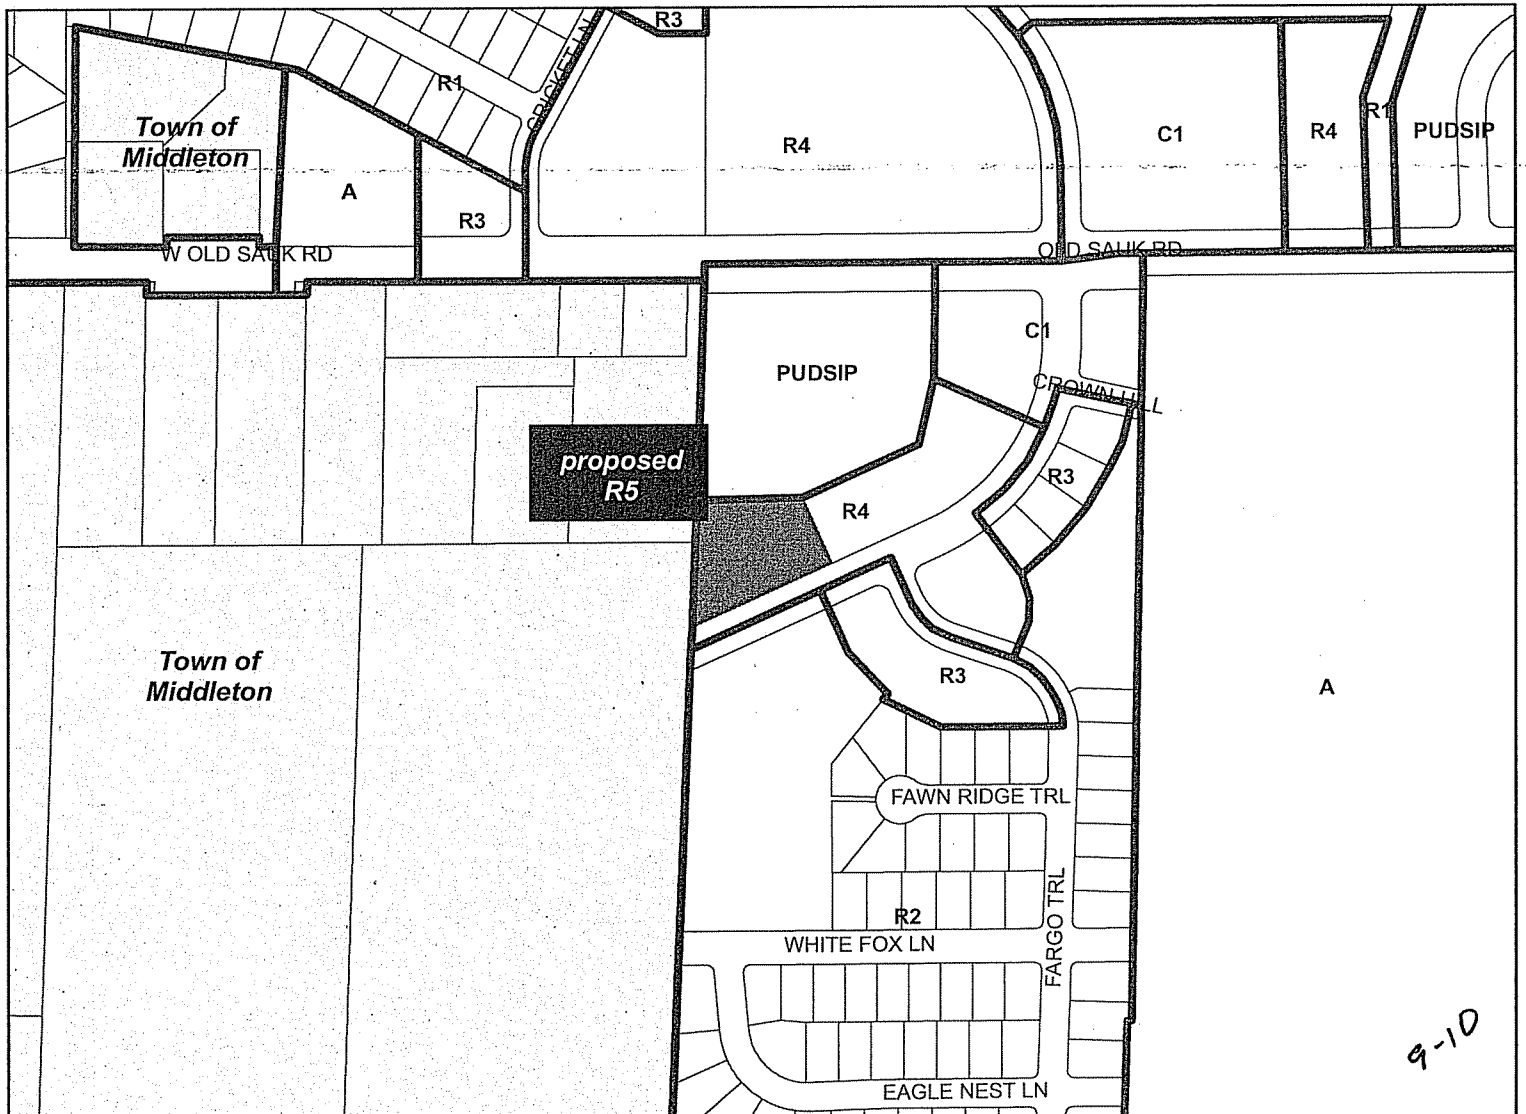 R3
R1
CRICKET LN
Town of
Middleton
A
R3
R4
C1
R4
R1
PUDSIP
W OLD SAUK RD
OLD SAUK RD
PUDSIP
C1
CROWN HILL
proposed
R5
R4
R3
Town of
Middleton
R3
A
FAWN RIDGE TRL
R2
WHITE FOX LN
FARGO TRL
EAGLE NEST LN
9-10